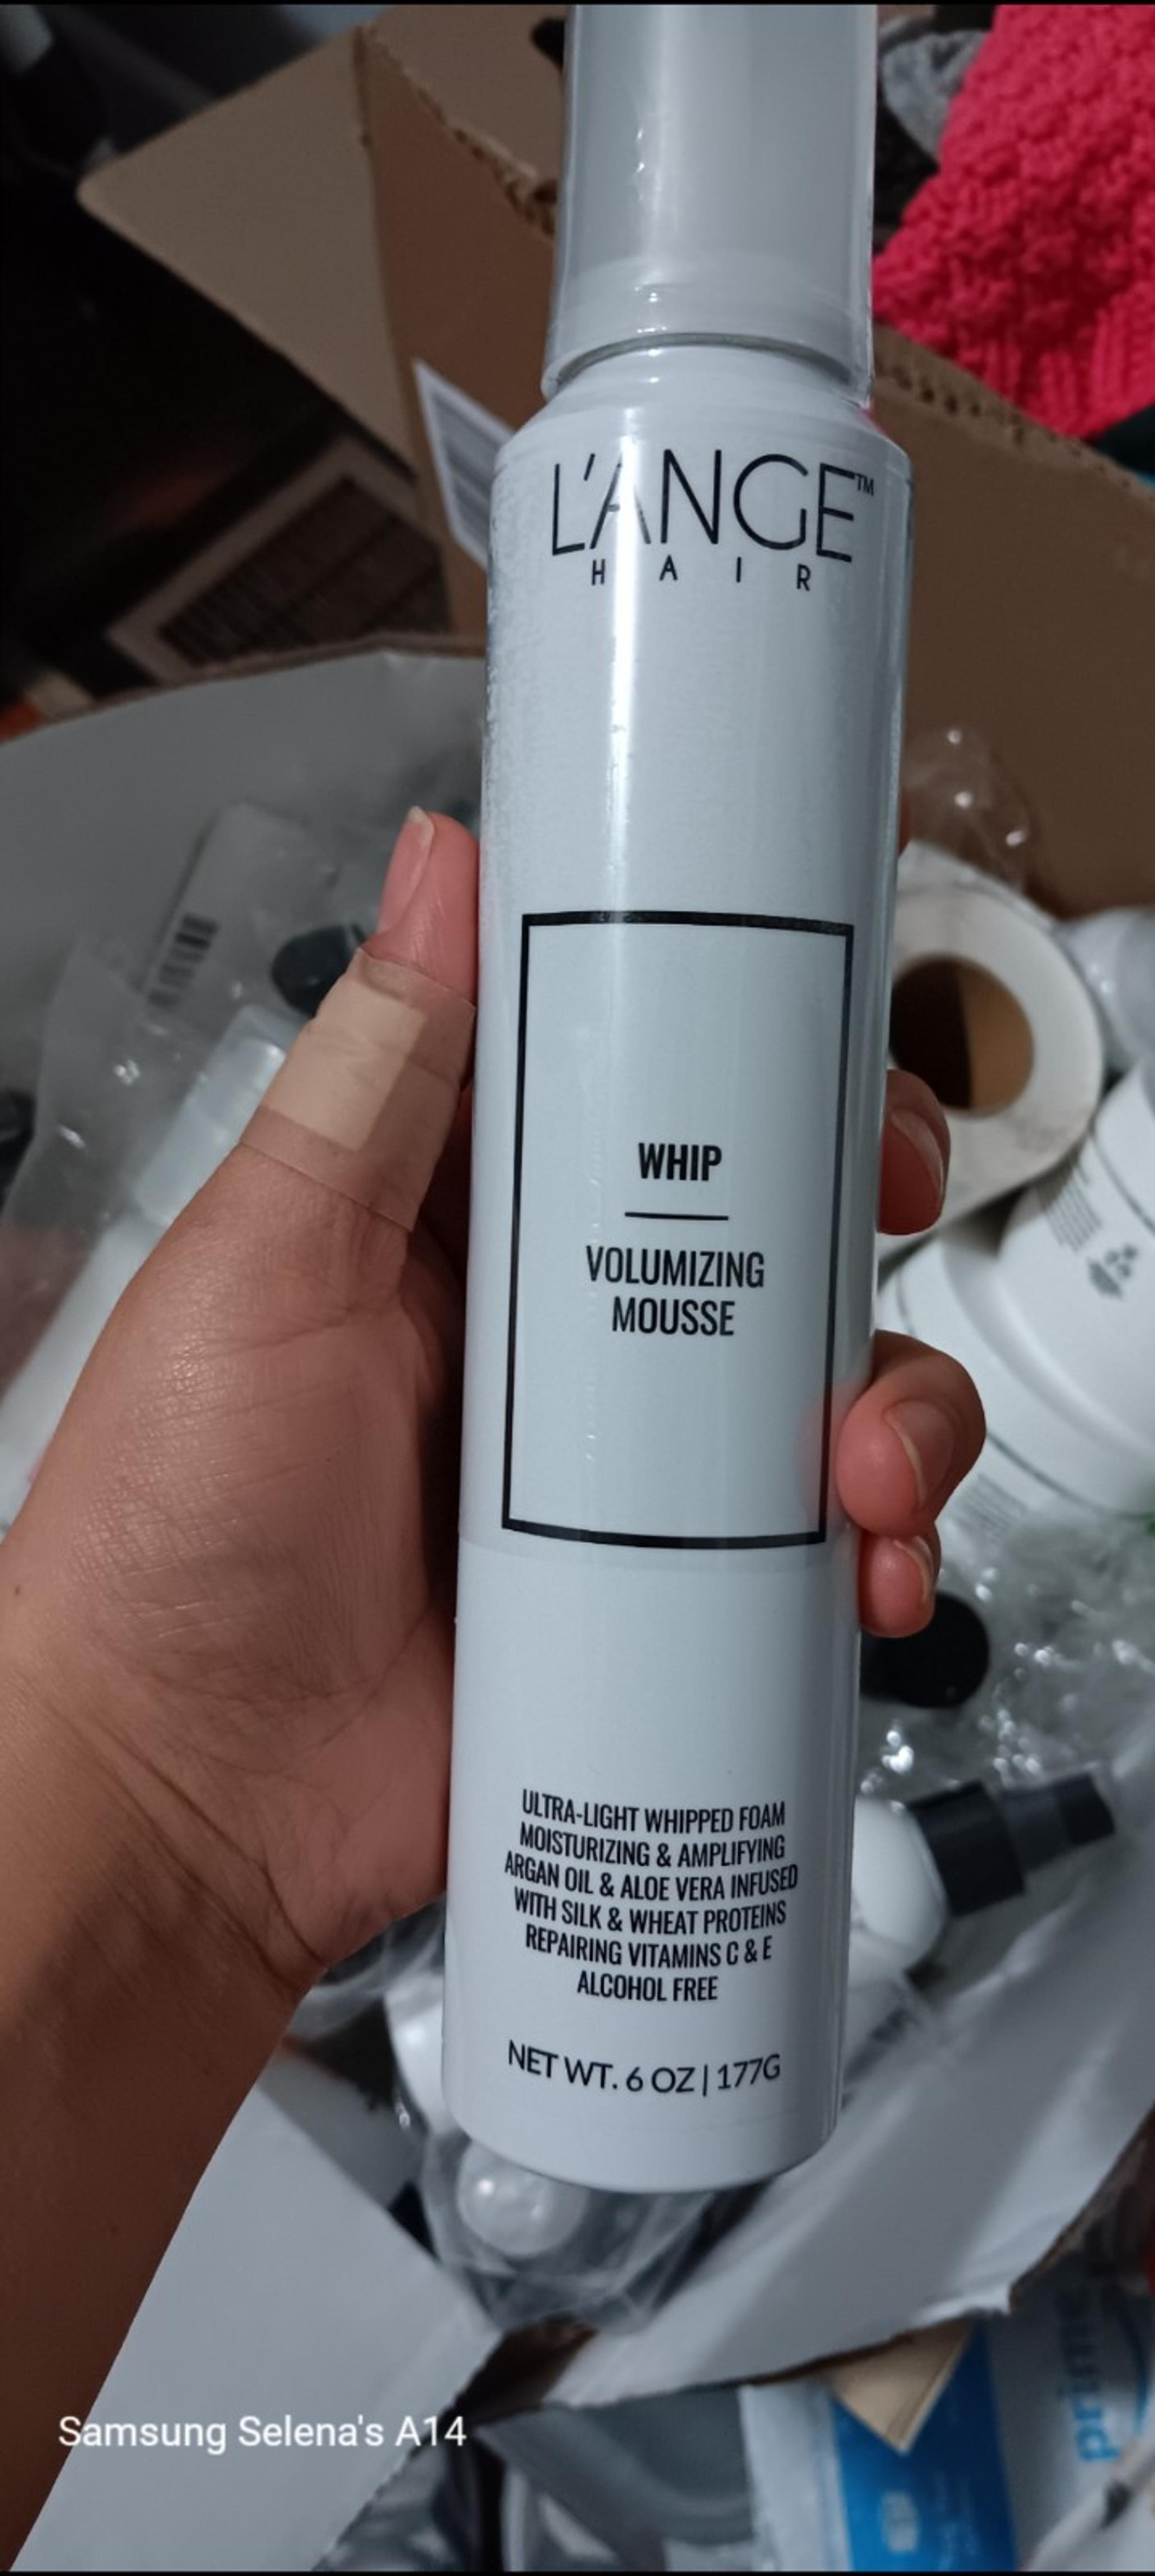 L'ANGE™
HAIR
WHIP
VOLUMIZING
MOUSSE
ULTRA-LIGHT WHIPPED FOAM
MOISTURIZING & AMPLIFYING
ARGAN OIL & ALOE VERA INFUSED
WITH SILK & WHEAT PROTEINS
REPAIRING VITAMINS C & E
ALCOHOL FREE
NET WT. 6 OZ | 177G
Samsung Selena's A14